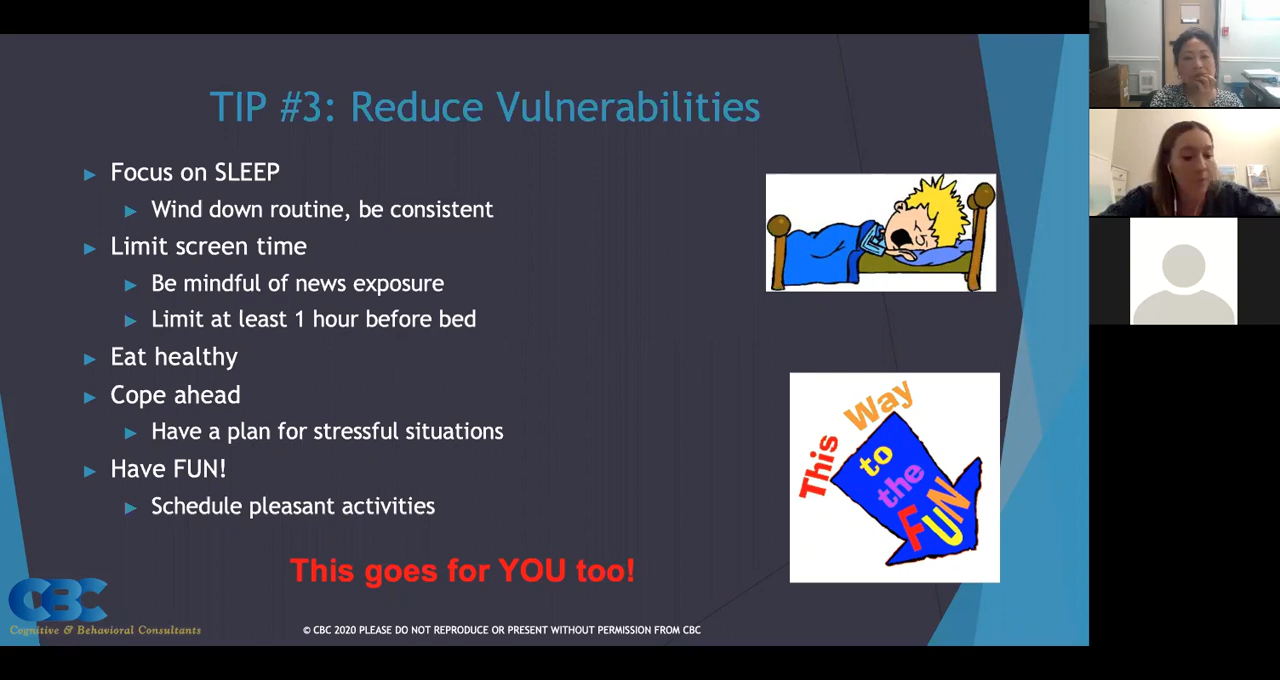 TIP #3: Reduce Vulnerabilities
Focus on SLEEP
Wind down routine, be consistent
Limit screen time
Be mindful of news exposure
Limit at least 1 hour before bed
Eat healthy
Cope ahead
Have a plan for stressful situations
Have FUN!
Schedule pleasant activities
This Way
to
the
FUN
This goes for YOU too!
CBC
Cognitive & Behavioral Consultants
© CBC 2020 PLEASE DO NOT REPRODUCE OR PRESENT WITHOUT PERMISSION FROM CBC